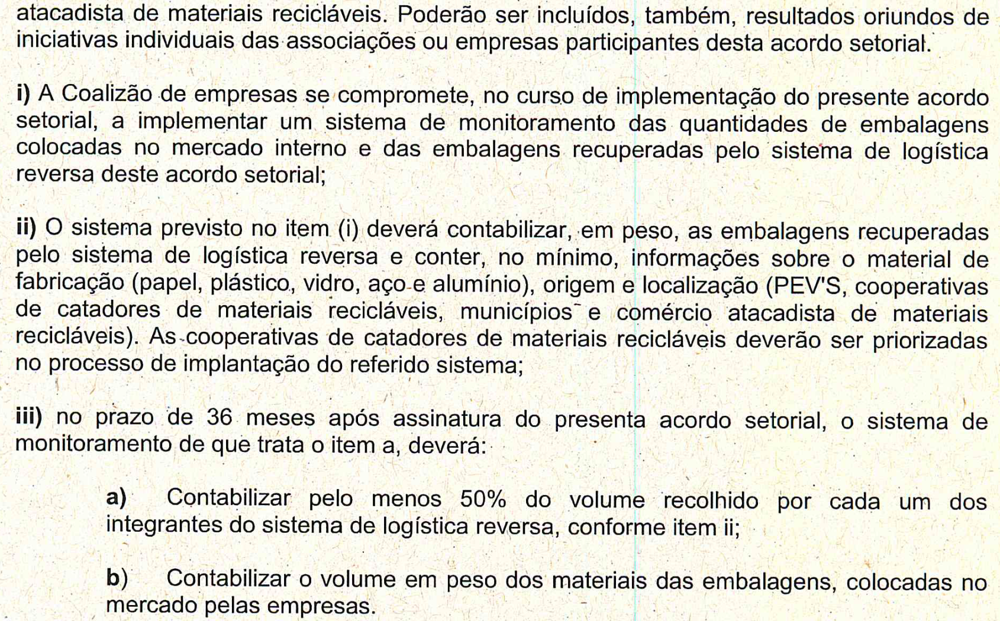 atacadista de materiais recicláveis. Poderão ser incluídos, também, resultados oriundos de
iniciativas individuais das associações ou empresas participantes desta acordo setorial.
i) A Coalizão de empresas se compromete, no curso de implementação do presente acordo
setorial, a implementar um sistema de monitoramento das quantidades de embalagens
colocadas no mercado interno e das embalagens recuperadas pelo sistema de logística
reversa deste acordo setorial;
ii) O sistema previsto no item (i) deverá contabilizar, em peso, as embalagens recuperadas
pelo sistema de logística reversa e conter, no mínimo, informações sobre o material de
fabricação (papel, plástico, vidro, aço e alumínio), origem e localização (PEV'S, cooperativas
de catadores de materiais recicláveis, municípios e comércio atacadista de materiais
recicláveis). As cooperativas de catadores de materiais recicláveis deverão ser priorizadas
no processo de implantação do referido sistema;
iii) no prazo de 36 meses após assinatura do presenta acordo setorial, o sistema de
monitoramento de que trata o item a, deverá:
a) Contabilizar pelo menos 50% do volume recolhido por cada um dos
integrantes do sistema de logística reversa, conforme item ii;
b) Contabilizar o volume em peso dos materiais das embalagens, colocadas no
mercado pelas empresas.